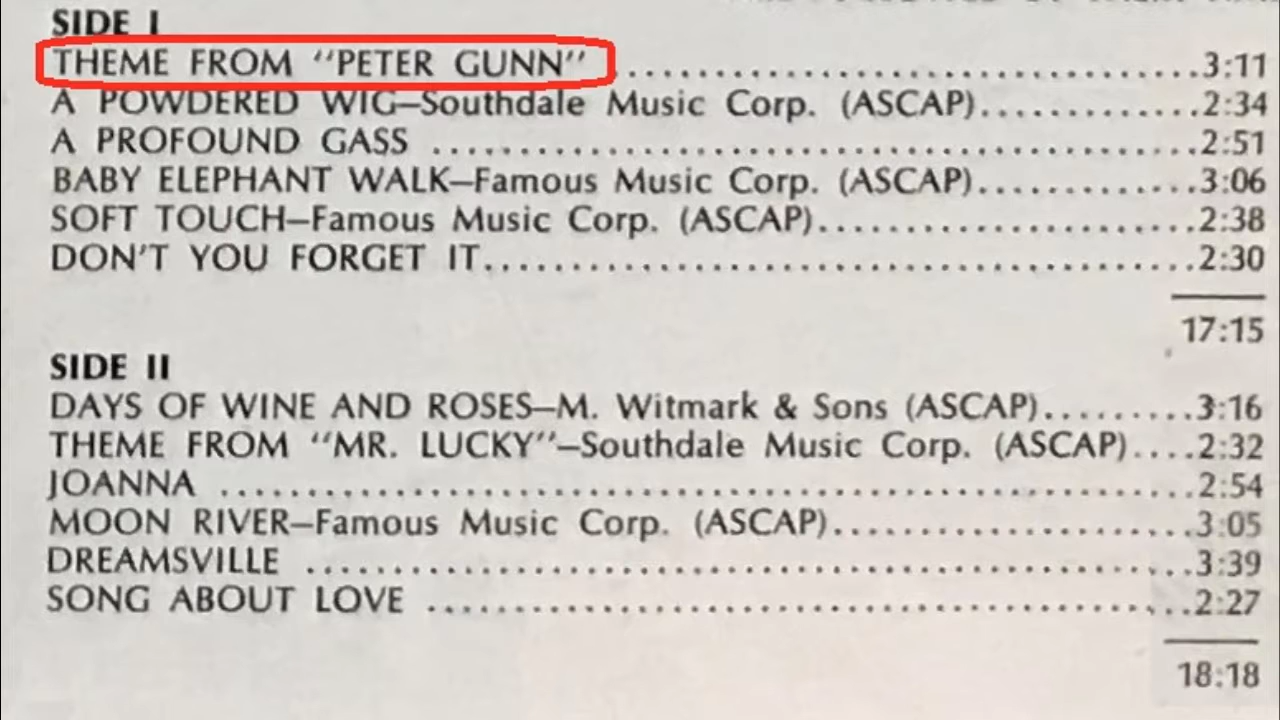 SIDE I
THEME FROM "PETER GUNN" ..............................3:11
A POWDERED WIG—Southdale Music Corp. (ASCAP)............2:34
A PROFOUND GASS ........................................2:51
BABY ELEPHANT WALK—Famous Music Corp. (ASCAP)............3:06
SOFT TOUCH—Famous Music Corp. (ASCAP)....................2:38
DON'T YOU FORGET IT.....................................2:30
17:15
SIDE II
DAYS OF WINE AND ROSES—M. Witmark & Sons (ASCAP).........3:16
THEME FROM "MR. LUCKY"—Southdale Music Corp. (ASCAP)....2:32
JOANNA .................................................2:54
MOON RIVER—Famous Music Corp. (ASCAP)...................3:05
DREAMSVILLE ............................................3:39
SONG ABOUT LOVE ........................................2:27
18:18